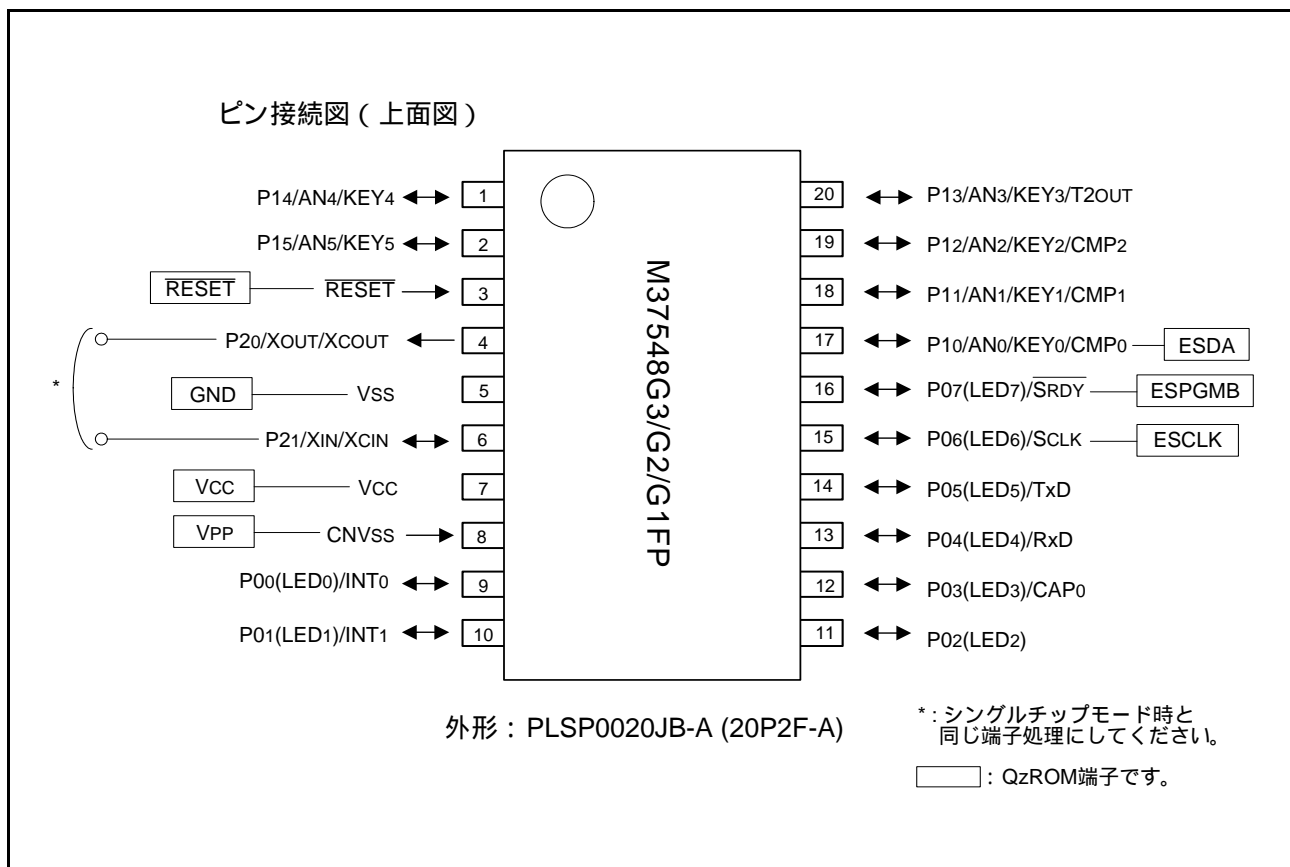 ピン接続図（上面図）
P14/AN4/KEY4 1
P15/AN5/KEY5 2
RESET RESET 3
P20/XOUT/XCOUT 4
GND VSS 5
P21/XIN/XCIN 6
VCC VCC 7
VPP CNVSS 8
P00(LED0)/INT0 9
P01(LED1)/INT1 10
*
M37548G3/G2/G1FP
20 P13/AN3/KEY3/T2OUT
19 P12/AN2/KEY2/CMP2
18 P11/AN1/KEY1/CMP1
17 P10/AN0/KEY0/CMP0 ESDA
16 P07(LED7)/SRDY ESPGMB
15 P06(LED6)/SCLK ESCLK
14 P05(LED5)/TxD
13 P04(LED4)/RxD
12 P03(LED3)/CAP0
11 P02(LED2)
外形：PLSP0020JB-A (20P2F-A)
*：シングルチップモード時と
同じ端子処理にしてください。
：QzROM端子です。